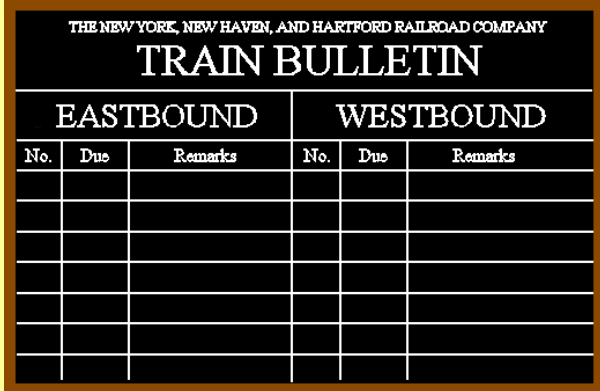 THE NEW YORK, NEW HAVEN, AND HARTFORD RAILROAD COMPANY
TRAIN BULLETIN
EASTBOUND WESTBOUND
No. Due Remarks No. Due Remarks